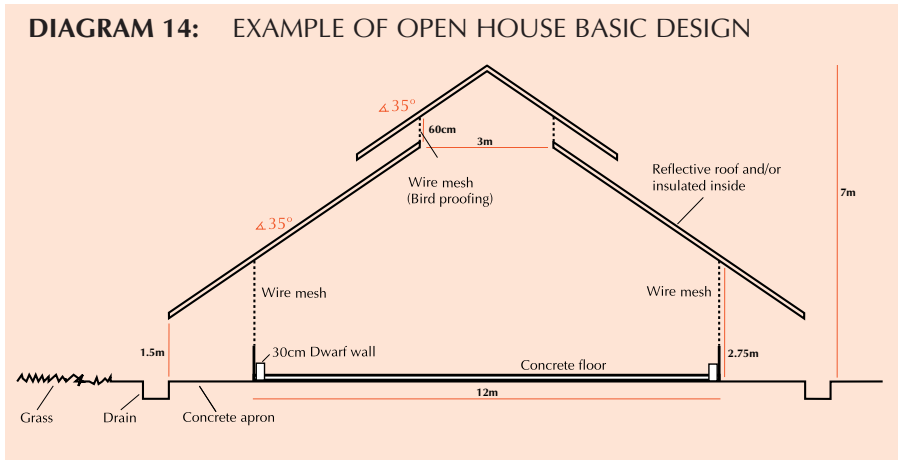 DIAGRAM 14: EXAMPLE OF OPEN HOUSE BASIC DESIGN
∡35°
60cm
3m
Wire mesh
(Bird proofing)
Reflective roof and/or
insulated inside
7m
∡35°
Wire mesh
Wire mesh
1.5m
30cm Dwarf wall
2.75m
Concrete floor
12m
Grass
Drain
Concrete apron